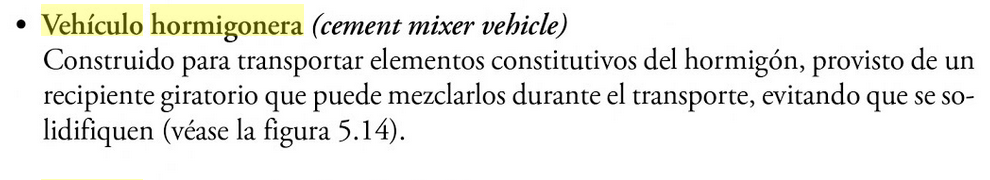 • Vehículo hormigonera (cement mixer vehicle)
Construido para transportar elementos constitutivos del hormigón, provisto de un
recipiente giratorio que puede mezclarlos durante el transporte, evitando que se so-
lidifiquen (véase la figura 5.14).